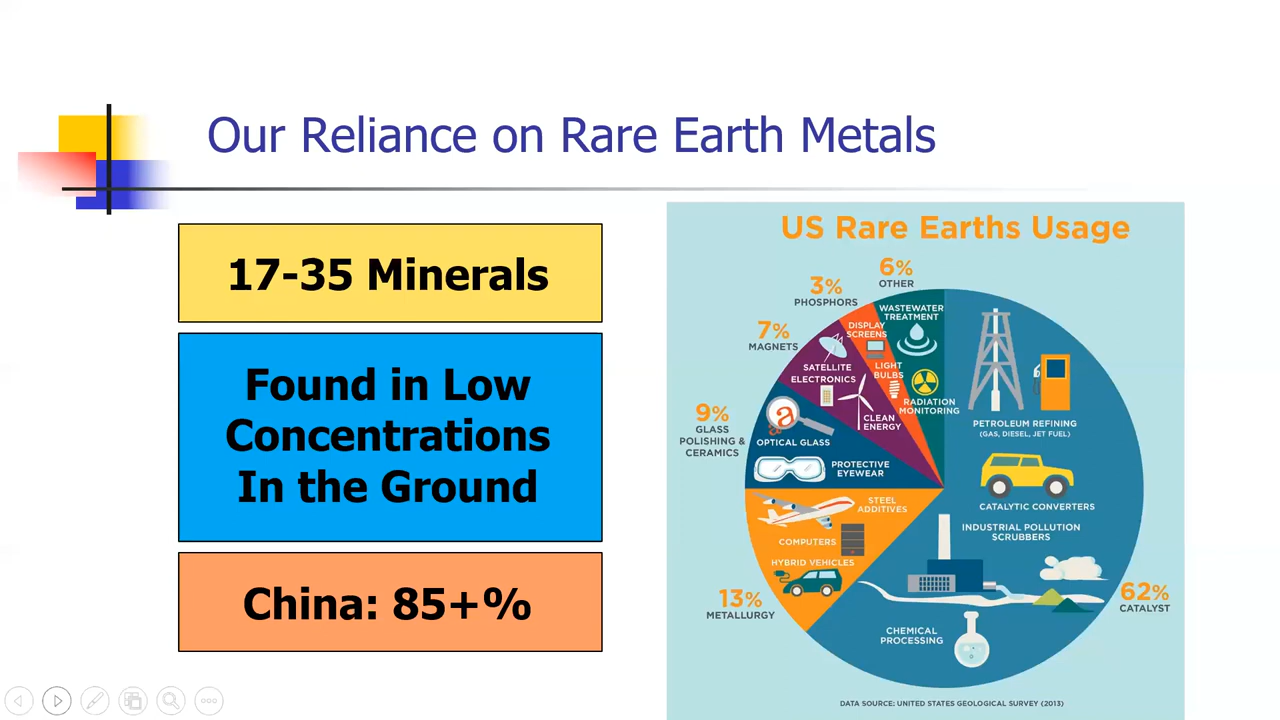 Our Reliance on Rare Earth Metals
17-35 Minerals
Found in Low
Concentrations
In the Ground
China: 85+%
US Rare Earths Usage
6%
OTHER
3%
PHOSPHORS
7%
MAGNETS
9%
GLASS
POLISHING &
CERAMICS
13%
METALLURGY
62%
CATALYST
WASTEWATER
TREATMENT
RADIATION
MONITORING
DISPLAY
SCREENS
LIGHT
BULBS
SATELLITE
ELECTRONICS
CLEAN
ENERGY
a
a
OPTICAL GLASS
PROTECTIVE
EYEWEAR
STEEL
ADDITIVES
COMPUTERS
HYBRID VEHICLES
PETROLEUM REFINING
(GAS, DIESEL, JET FUEL)
CATALYTIC CONVERTERS
INDUSTRIAL POLLUTION
SCRUBBERS
CHEMICAL
PROCESSING
DATA SOURCE: UNITED STATES GEOLOGICAL SURVEY (2013)